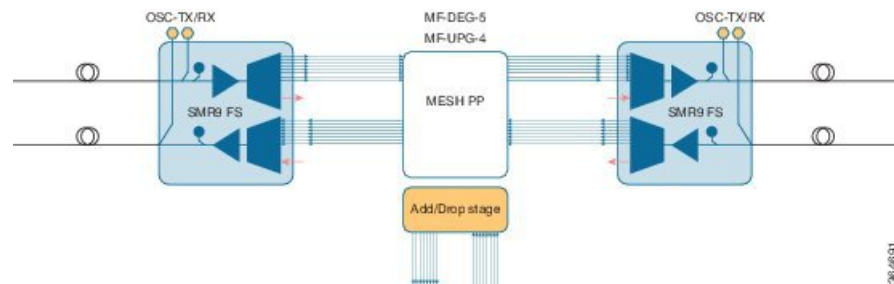 OSC-TX/RX
MF-DEG-5
MF-UPG-4
OSC-TX/RX
SMR9 FS
MESH PP
SMR9 FS
Add/Drop stage
364691